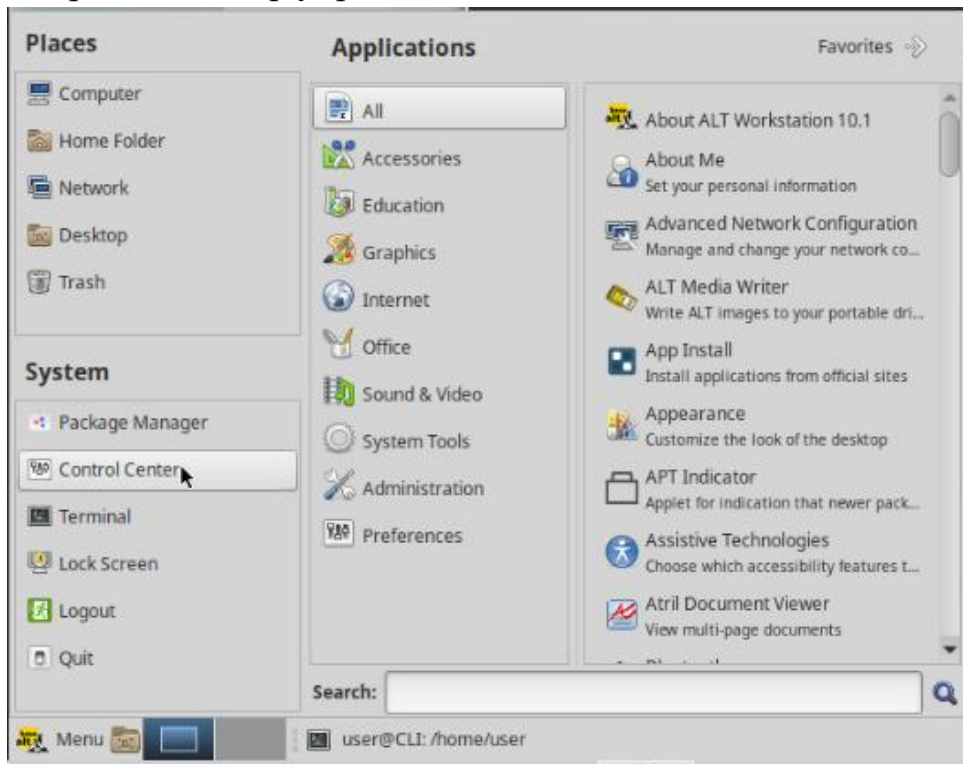 Places
Computer
Home Folder
Network
Desktop
Trash
System
Package Manager
Control Center
Terminal
Lock Screen
Logout
Quit
Applications
Favorites
All
Accessories
Education
Graphics
Internet
Office
Sound & Video
System Tools
Administration
Preferences
About ALT Workstation 10.1
About Me
Set your personal information
Advanced Network Configuration
Manage and change your network co...
ALT Media Writer
Write ALT images to your portable dri...
App Install
Install applications from official sites
Appearance
Customize the look of the desktop
APT Indicator
Applet for indication that newer pack...
Assistive Technologies
Choose which accessibility features t...
Atril Document Viewer
View multi-page documents
Search:
Menu
user@CLI: /home/user